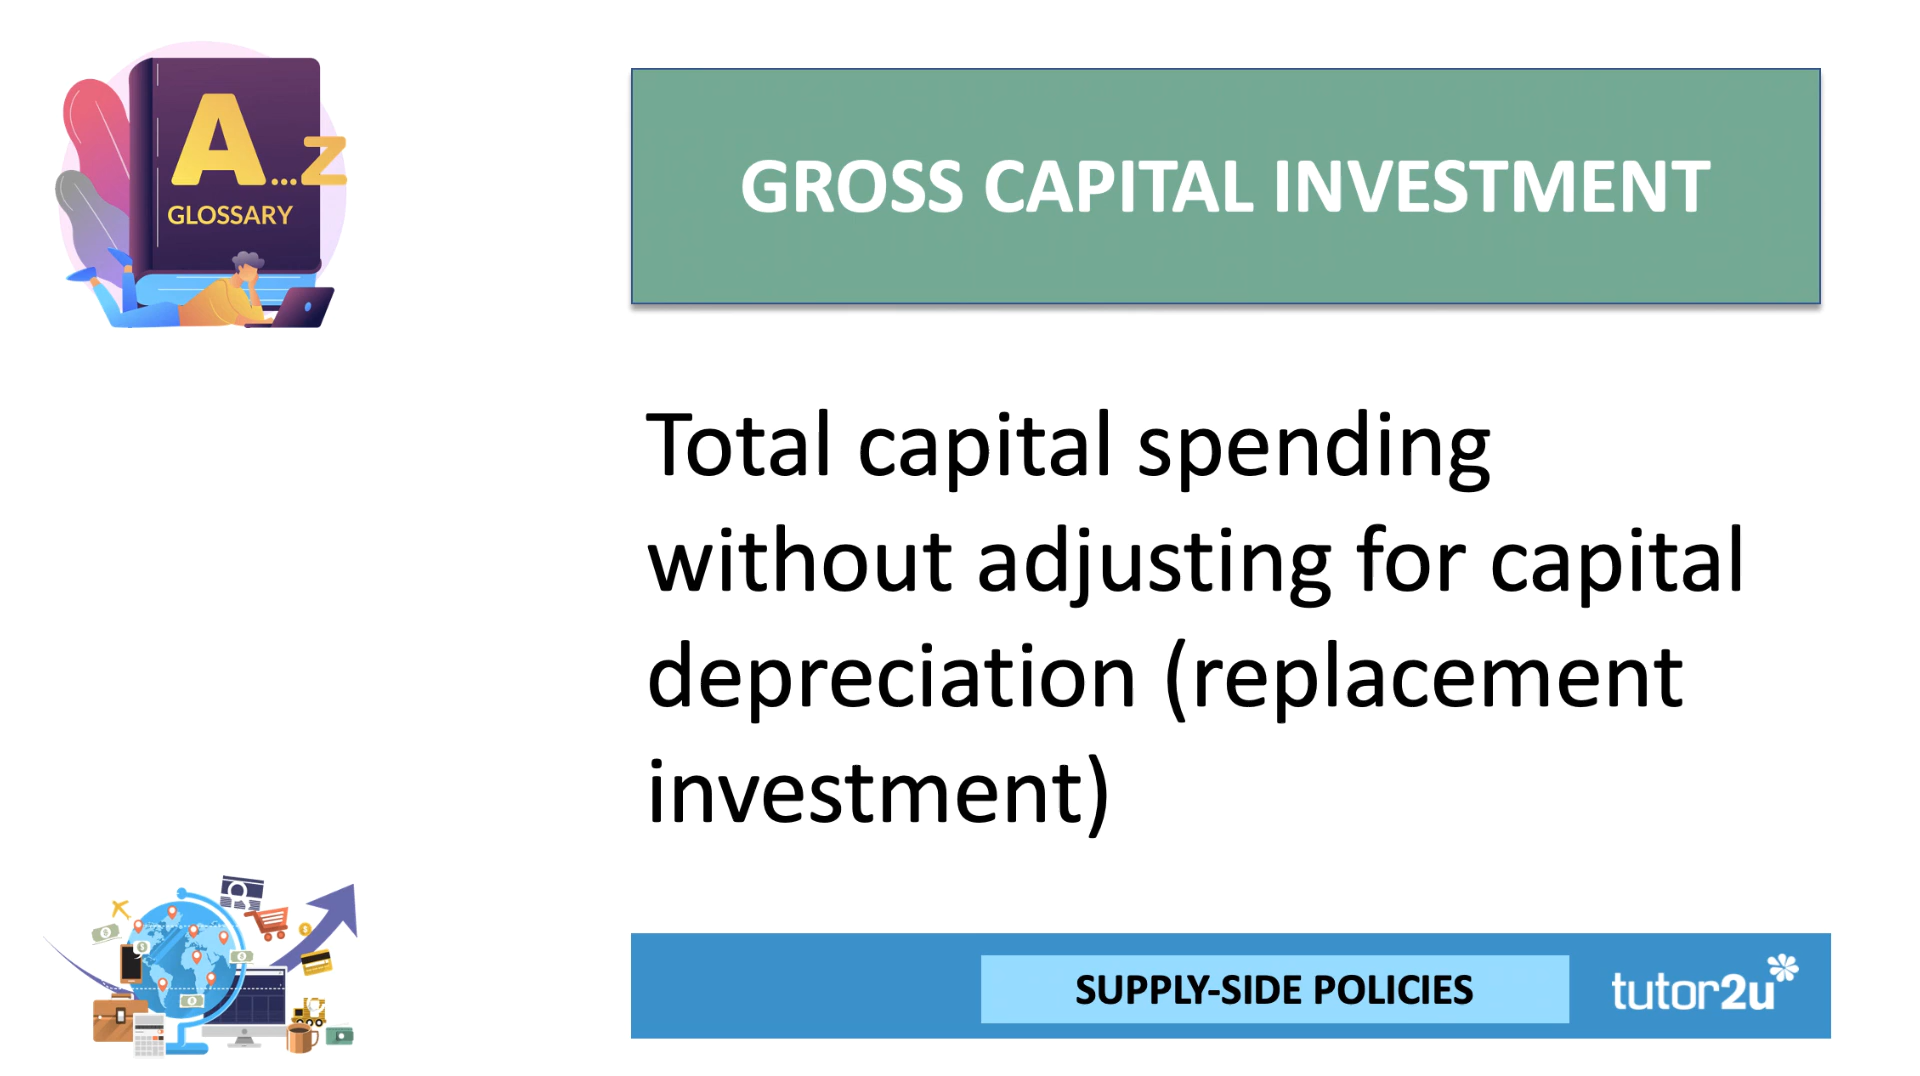 A...Z
GLOSSARY
GROSS CAPITAL INVESTMENT
Total capital spending
without adjusting for capital
depreciation (replacement
investment)
SUPPLY-SIDE POLICIES
tutor2u